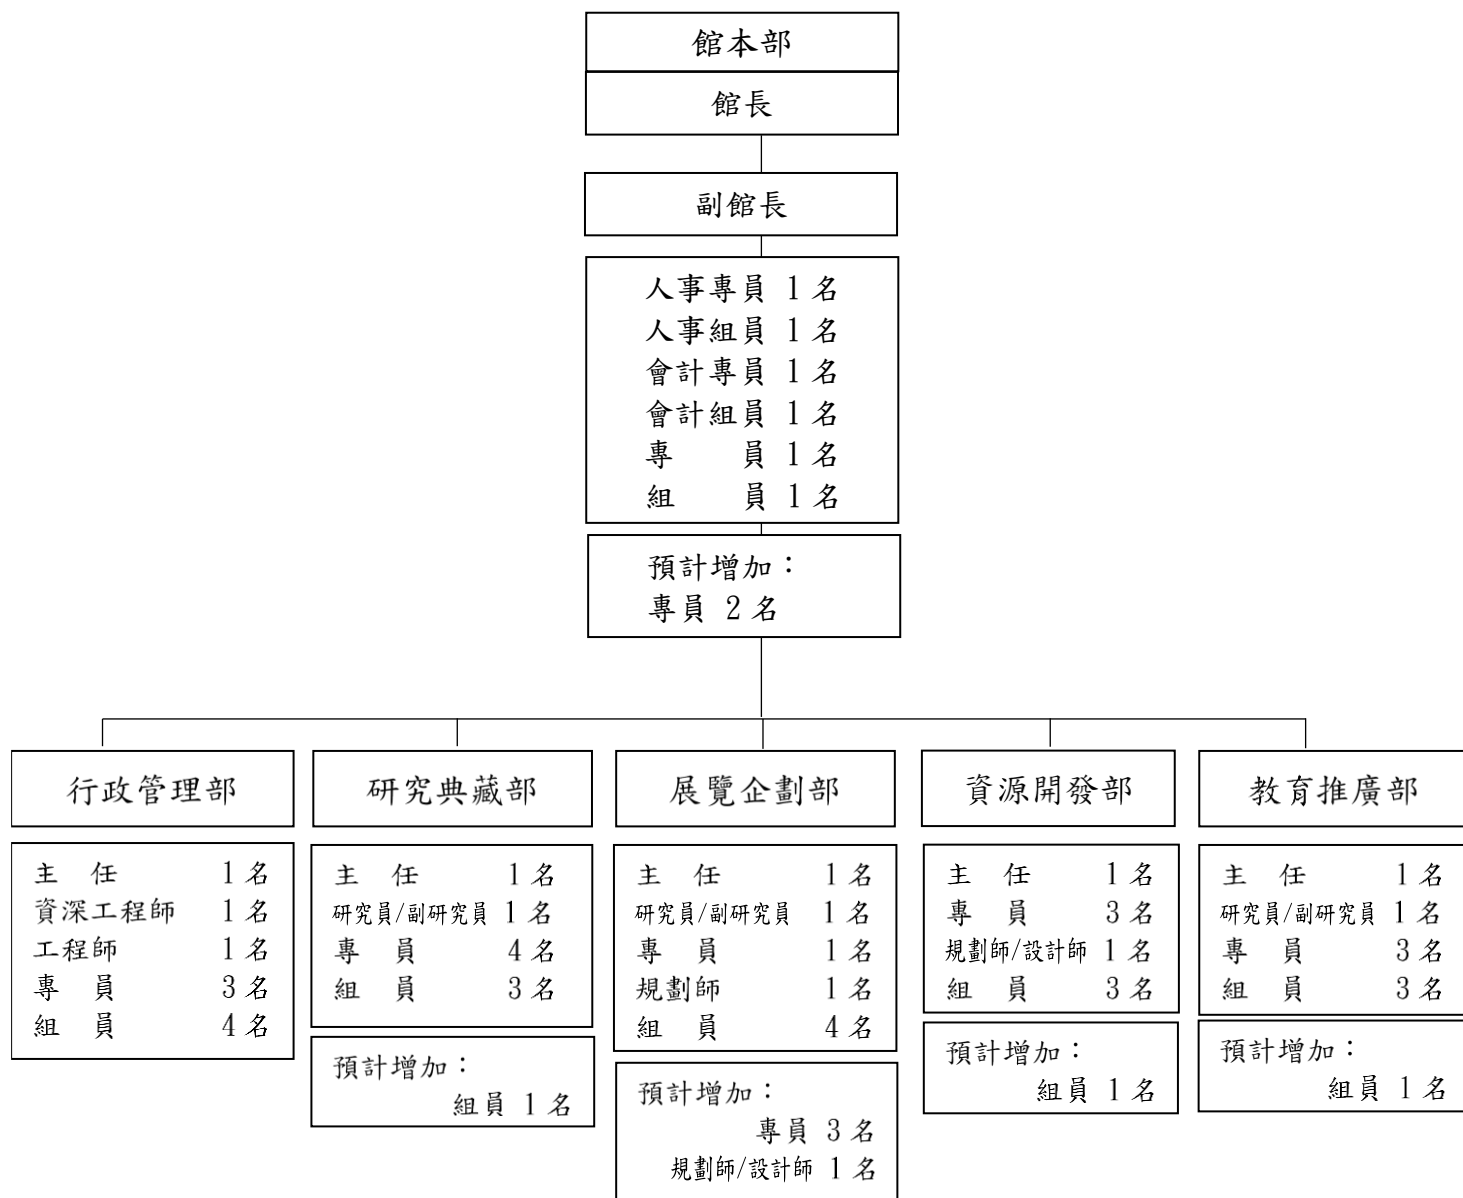 館本部
館長
副館長
人事專員 1 名
人事組員 1 名
會計專員 1 名
會計組員 1 名
專 員 1 名
組 員 1 名
預計增加：
專員 2 名
行政管理部
主 任 1 名
資深工程師 1 名
工程師 1 名
專 員 3 名
組 員 4 名
研究典藏部
主 任 1 名
研究員/副研究員 1 名
專 員 4 名
組 員 3 名
預計增加：
組員 1 名
展覽企劃部
主 任 1 名
研究員/副研究員 1 名
專 員 1 名
規劃師 1 名
組 員 4 名
預計增加：
專員 3 名
規劃師/設計師 1 名
資源開發部
主 任 1 名
專 員 3 名
規劃師/設計師 1 名
組 員 3 名
預計增加：
組員 1 名
教育推廣部
主 任 1 名
研究員/副研究員 1 名
專 員 3 名
組 員 3 名
預計增加：
組員 1 名